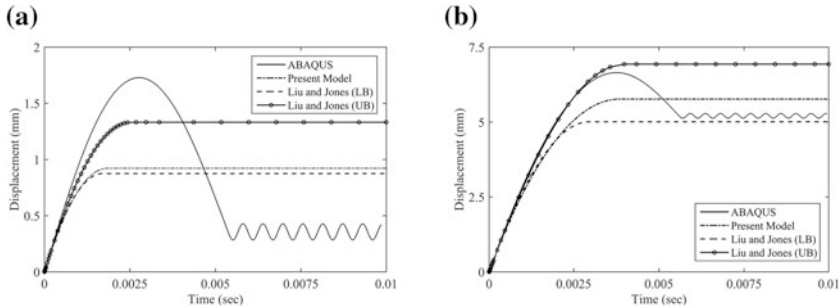 (a)
2
1.5
1
0.5
0
Displacement (mm)
0
0.0025
0.005
0.0075
0.01
Time (sec)
ABAQUS
Present Model
Liu and Jones (LB)
Liu and Jones (UB)
(b)
7.5
5
2.5
0
Displacement (mm)
0
0.0025
0.005
0.0075
0.01
Time (sec)
ABAQUS
Present Model
Liu and Jones (LB)
Liu and Jones (UB)